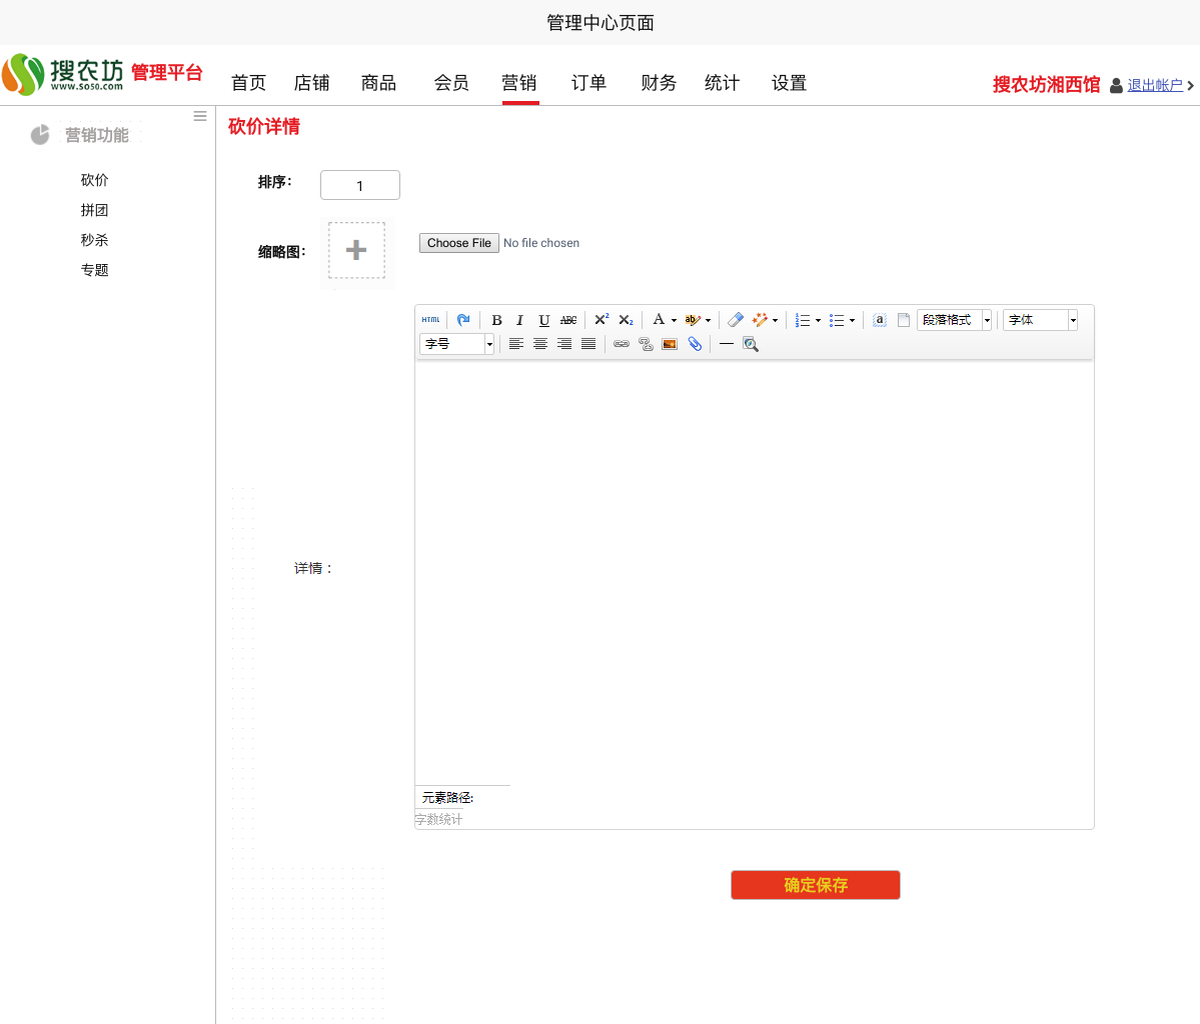 管理中心页面
搜农坊 管理平台
www.so50.com
首页 店铺 商品 会员 营销 订单 财务 统计 设置
搜农坊湘西馆 退出帐户
营销功能
砍价
拼团
秒杀
专题
砍价详情
排序: 1
缩略图: Choose File No file chosen
HTML B I U ABC X² X₂ A ab a 段落格式 字体
字号
详情：
元素路径:
字数统计
确定保存